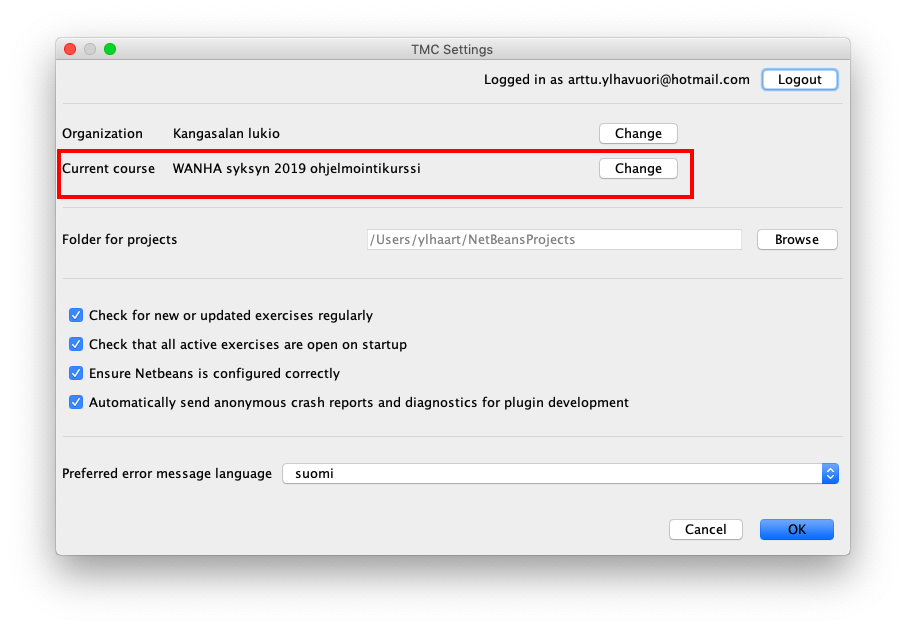 TMC Settings
Logged in as arttu.ylhavuori@hotmail.com Logout
Organization Kangasalan lukio Change
Current course WANHA syksyn 2019 ohjelmointikurssi Change
Folder for projects /Users/ylhaart/NetBeansProjects Browse
Check for new or updated exercises regularly
Check that all active exercises are open on startup
Ensure Netbeans is configured correctly
Automatically send anonymous crash reports and diagnostics for plugin development
Preferred error message language suomi
Cancel OK